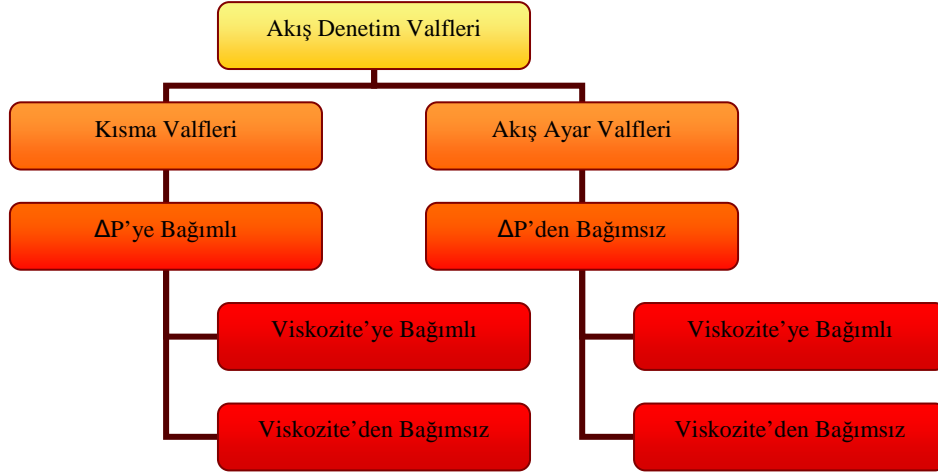 Akış Denetim Valfleri
Kısma Valfleri
Akış Ayar Valfleri
ΔP’ye Bağımlı
ΔP’den Bağımsız
Viskozite’ye Bağımlı
Viskozite’ye Bağımlı
Viskozite’den Bağımsız
Viskozite’den Bağımsız